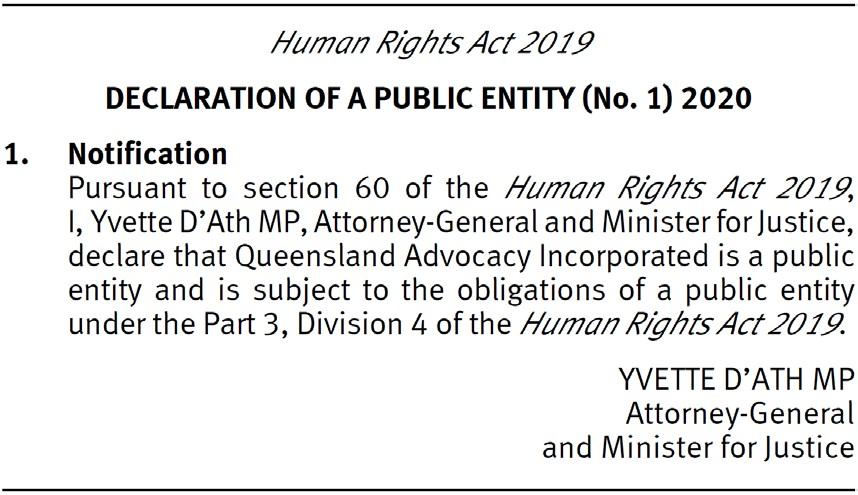 Human Rights Act 2019
DECLARATION OF A PUBLIC ENTITY (No. 1) 2020
1. Notification
Pursuant to section 60 of the Human Rights Act 2019,
I, Yvette D’Ath MP, Attorney-General and Minister for Justice,
declare that Queensland Advocacy Incorporated is a public
entity and is subject to the obligations of a public entity
under the Part 3, Division 4 of the Human Rights Act 2019.
YVETTE D’ATH MP
Attorney-General
and Minister for Justice